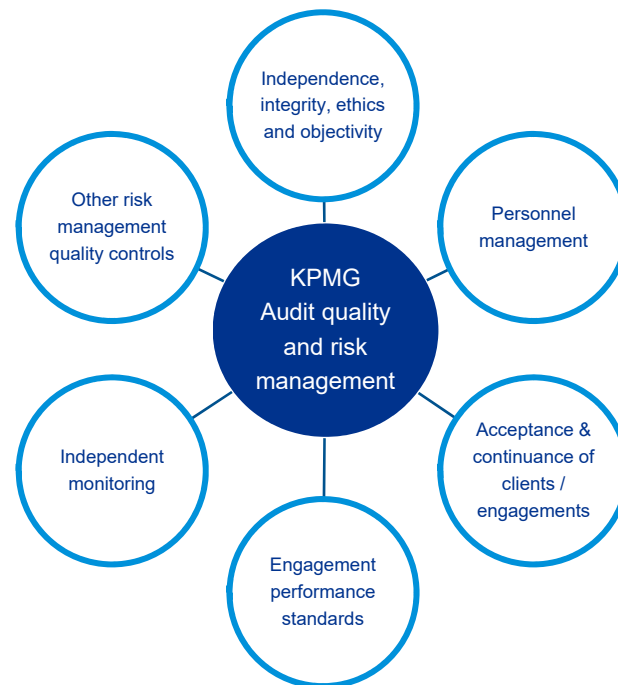 Independence,
integrity, ethics
and objectivity
Other risk
management
quality controls
Personnel
management
KPMG
Audit quality
and risk
management
Independent
monitoring
Acceptance &
continuance of
clients /
engagements
Engagement
performance
standards